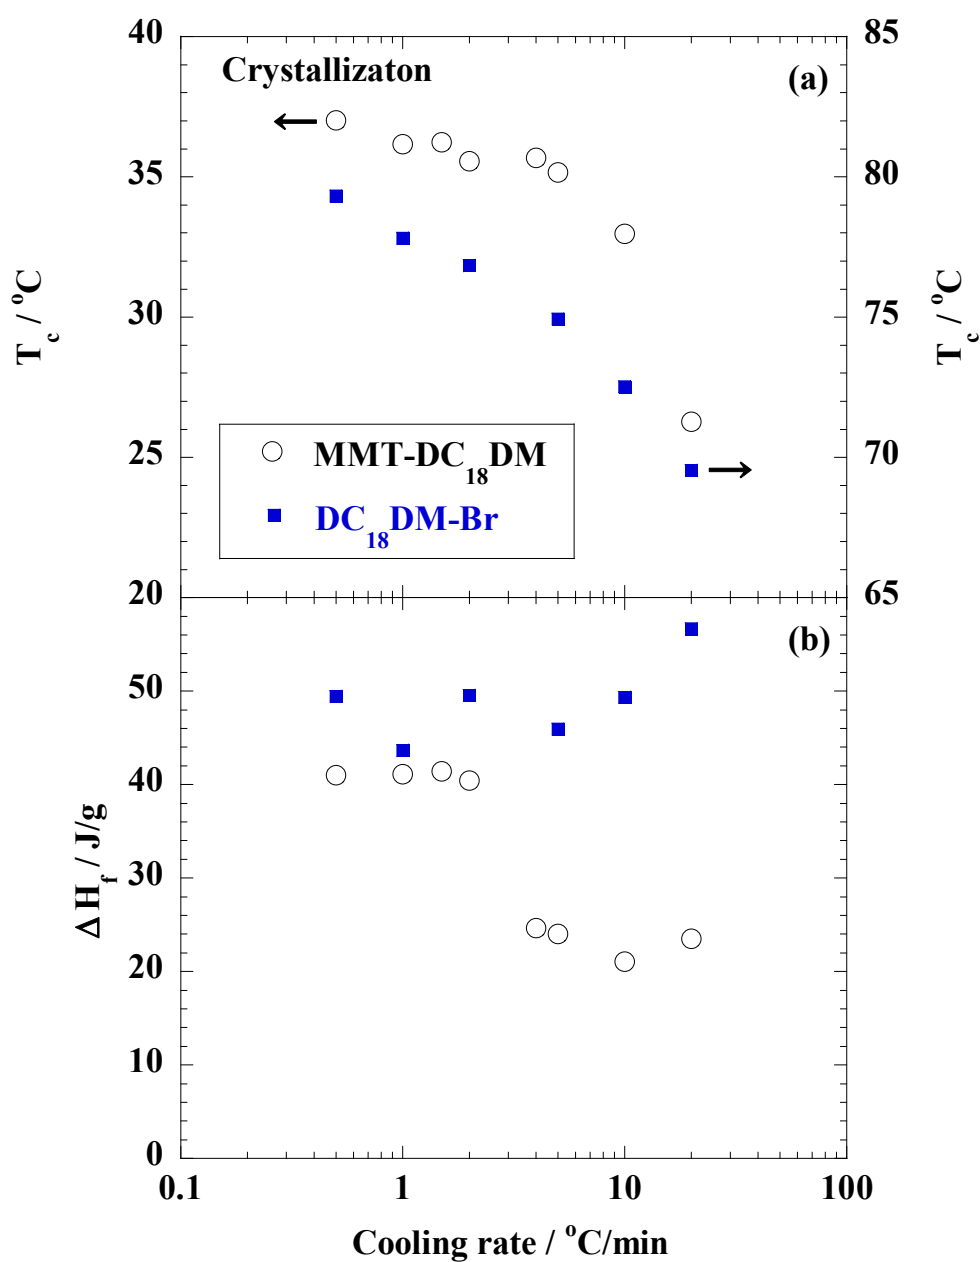 Crystallizaton
(a)
40
35
30
25
20
85
80
75
70
65
T_c / °C
T_c / °C
MMT-DC₁₈DM
DC₁₈DM-Br
(b)
50
40
30
20
10
0
ΔH_f / J/g
0.1
1
10
100
Cooling rate / °C/min